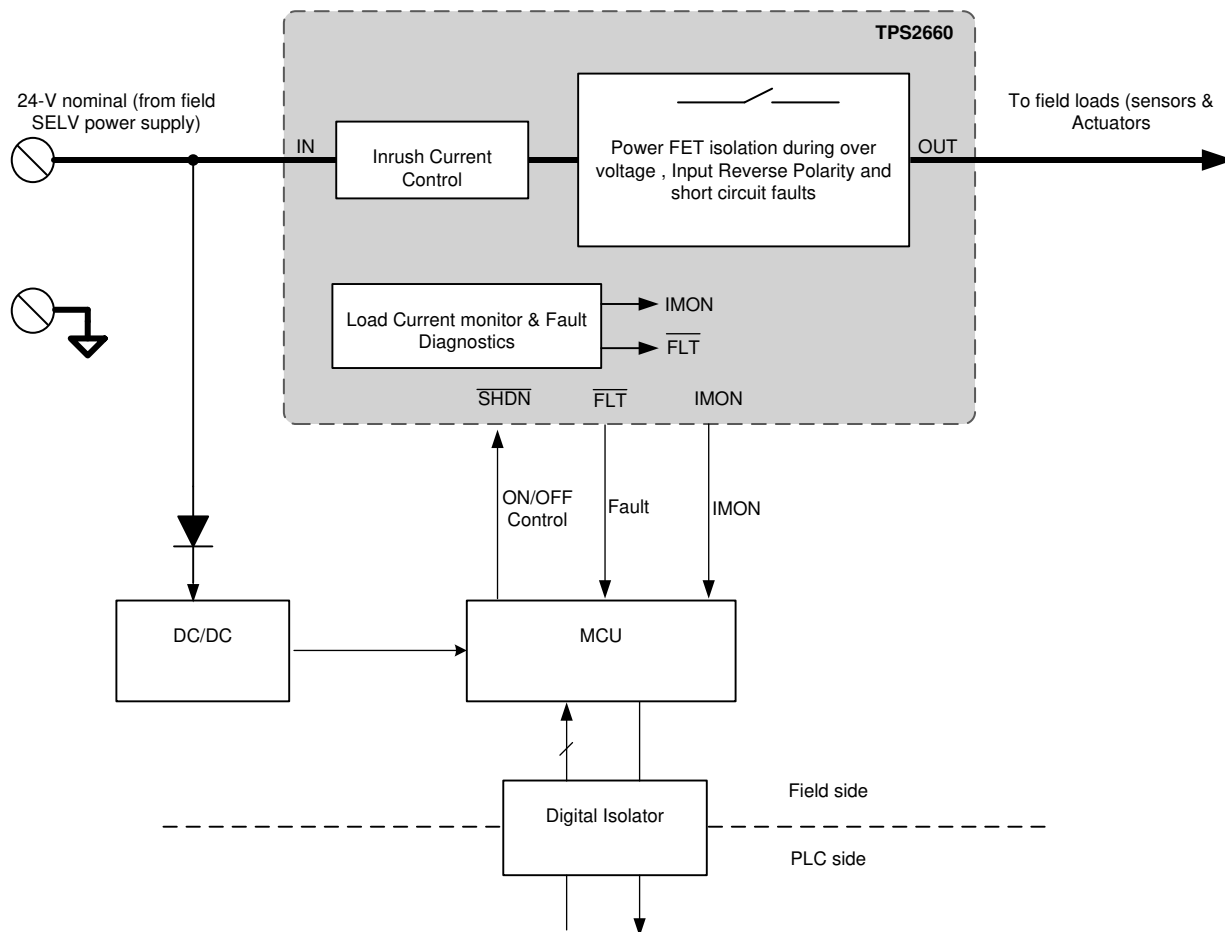 TPS2660
24-V nominal (from field
SELV power supply)
IN
Inrush Current
Control
Power FET isolation during over
voltage , Input Reverse Polarity and
short circuit faults
OUT
To field loads (sensors &
Actuators
Load Current monitor & Fault
Diagnostics
IMON
FLT
SHDN
FLT
IMON
ON/OFF
Control
Fault
IMON
DC/DC
MCU
Digital Isolator
Field side
PLC side